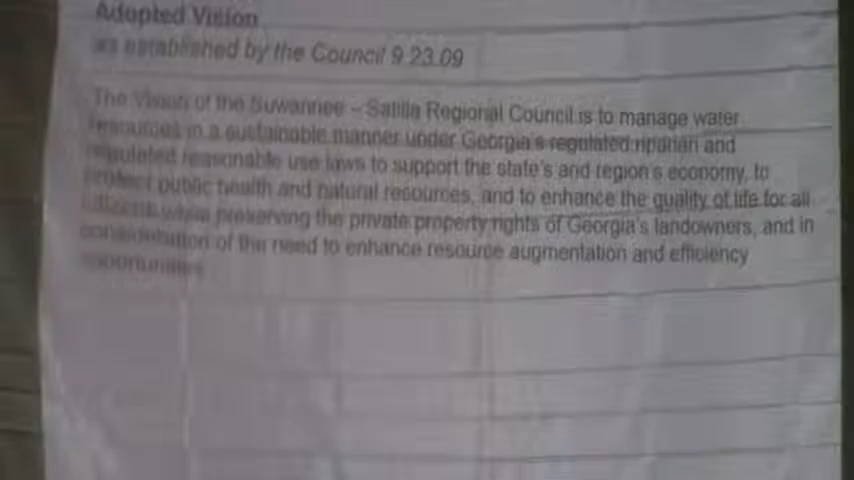 Adopted Vision
as established by the Council 9.23.09
The Vision of the Suwannee – Satilla Regional Council is to manage water
resources in a sustainable manner under Georgia's regulated riparian and
regulated reasonable use laws to support the state's and region's economy, to
protect public health and natural resources, and to enhance the quality of life for all
citizens while preserving the private property rights of Georgia's landowners, and in
consideration of the need to enhance resource augmentation and efficiency
opportunities